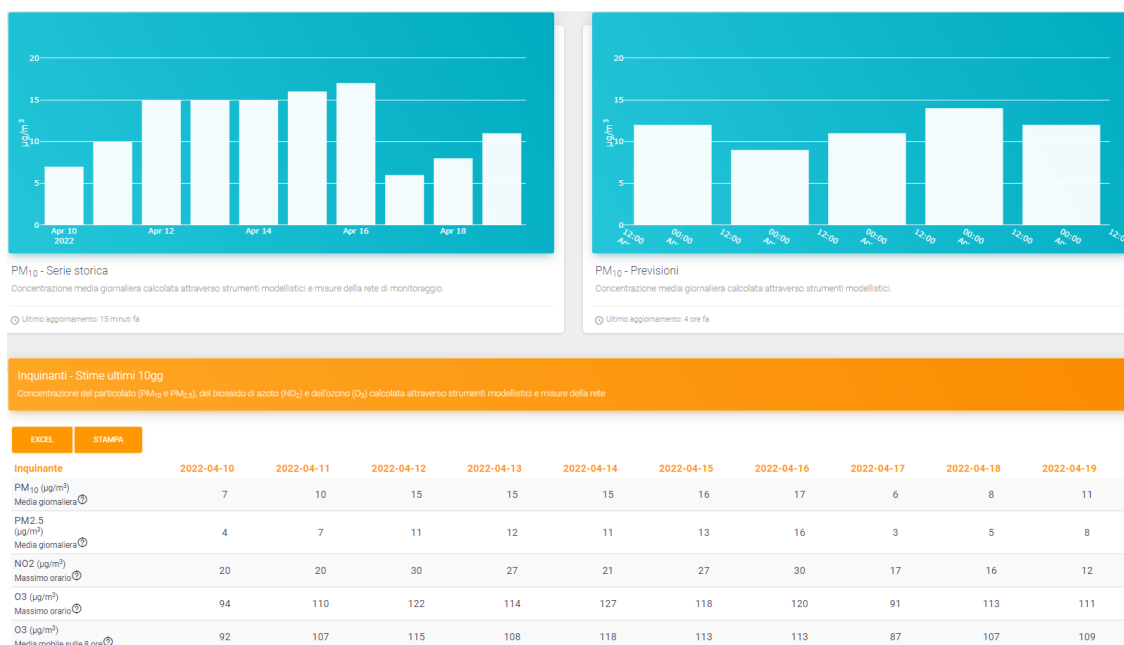 20
15
10
5
0
µg/m³
Apr 10
2022
Apr 12
Apr 14
Apr 16
Apr 18
PM₁₀ - Serie storica
Concentrazione media giornaliera calcolata attraverso strumenti modellistici e misure della rete di monitoraggio.
Ultimo aggiornamento: 15 minuti fa
20
15
10
5
0
µg/m³
12:00
00:00
12:00
00:00
12:00
00:00
12:00
00:00
12:00
00:00
PM₁₀ - Previsioni
Concentrazione media giornaliera calcolata attraverso strumenti modellistici.
Ultimo aggiornamento: 4 ore fa
Inquinanti - Stime ultimi 10gg
Concentrazione del particolato (PM₁₀ e PM₂.₅), del biossido di azoto (NO₂) e dell'ozono (O₃) calcolata attraverso strumenti modellistici e misure della rete
EXCEL STAMPA
Inquinante 2022-04-10 2022-04-11 2022-04-12 2022-04-13 2022-04-14 2022-04-15 2022-04-16 2022-04-17 2022-04-18 2022-04-19
PM₁₀ (µg/m³)
Media giornaliera 7 10 15 15 15 16 17 6 8 11
PM2.5
(µg/m³)
Media giornaliera 4 7 11 12 11 13 16 3 5 8
NO2 (µg/m³)
Massimo orario 20 20 30 27 21 27 30 17 16 12
O3 (µg/m³)
Massimo orario 94 110 122 114 127 118 120 91 113 111
O3 (µg/m³)
Media mobile sulle 8 ore 92 107 115 108 118 113 113 87 107 109